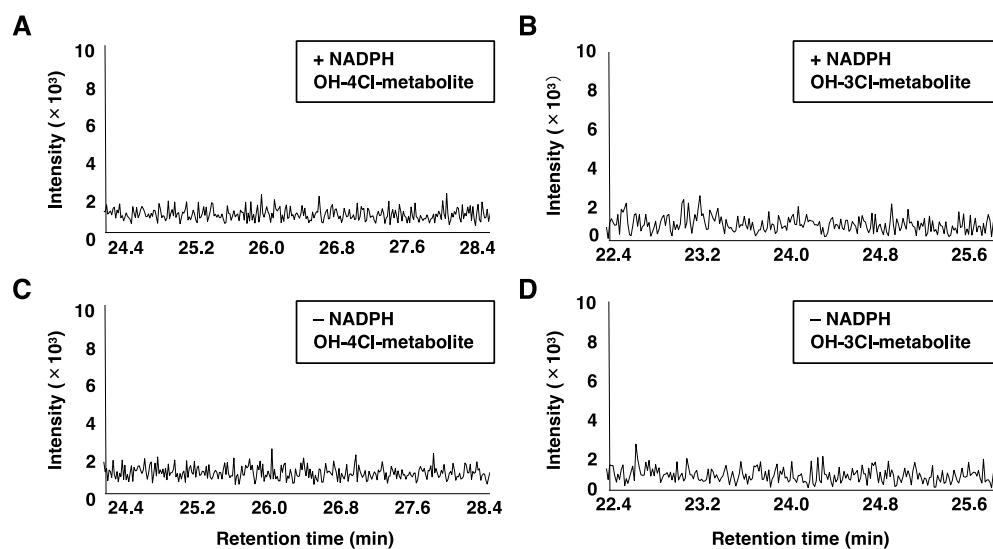 A
10
8
6
4
2
0
Intensity (×10³)
+ NADPH
OH-4Cl-metabolite
24.4 25.2 26.0 26.8 27.6 28.4
B
10
8
6
4
2
0
Intensity (×10³)
+ NADPH
OH-3Cl-metabolite
22.4 23.2 24.0 24.8 25.6
C
10
8
6
4
2
0
Intensity (×10³)
– NADPH
OH-4Cl-metabolite
24.4 25.2 26.0 26.8 27.6 28.4
Retention time (min)
D
10
8
6
4
2
0
Intensity (×10³)
– NADPH
OH-3Cl-metabolite
22.4 23.2 24.0 24.8 25.6
Retention time (min)